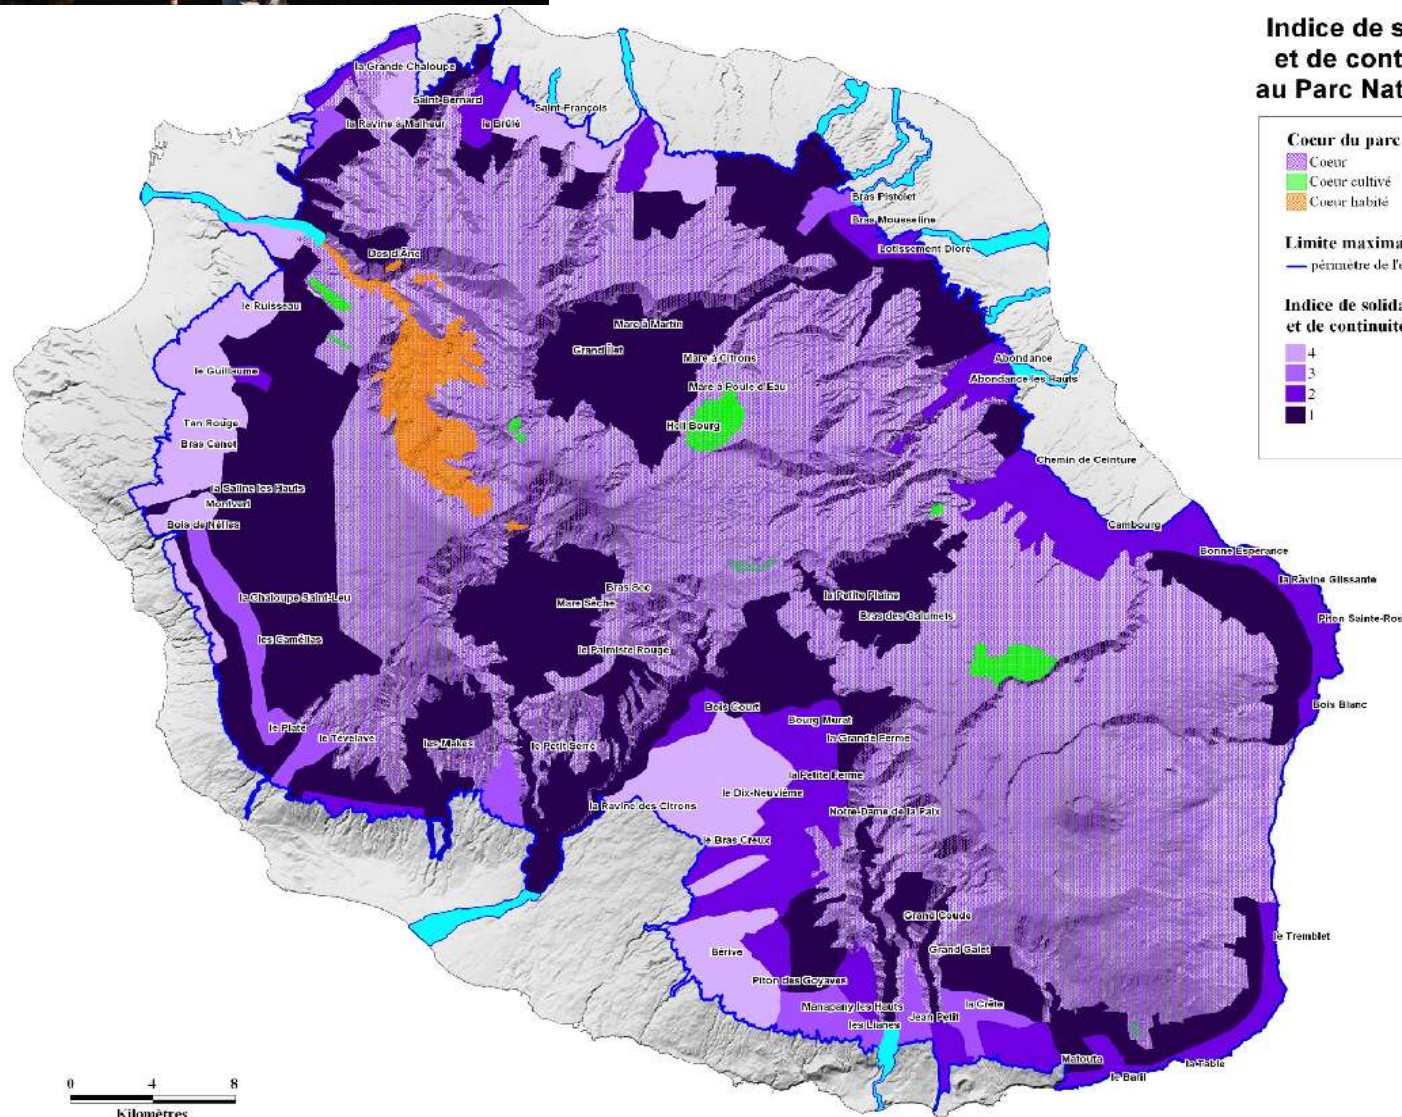 Indice de s
et de cont
au Parc Nat
Coeur du parc
Coeur
Coeur cultivé
Coeur habité
Limite maxima
périmètre de l'é
Indice de solida
et de continuité
4
3
2
1
la Grande Chaloupe
Saint-Bernard
Saint-François
la Ravine à Malheur
le Brûlé
Bras Pistolet
Bras Mousseline
Lotissement Dioré
Dos d'Âne
le Ruisseau
Mare à Martin
Grand Îlet
Mare à Citrons
Abondance
le Guillaume
Abondance les Hauts
Mare à Poule d'Eau
Tan Rouge
Hell Bourg
Bras Canot
Chemin de Ceinture
la Saline les Hauts
Montvert
Bois de Nèfles
Cambourg
Bonne Espérance
la Ravine Glissante
Bras Sec
la Chaloupe Saint-Leu
Mare Sèche
la Petite Plaine
Bras des Calumets
Piton Sainte-Ros
les Camélias
le Palmiste Rouge
Bois Court
Bois Blanc
Bourg Murat
le Plate
le Tévelave
les Makes
le Petit Serré
la Grande Ferme
la Petite Ferme
le Dix-Neuvième
la Ravine des Citrons
Notre-Dame de la Paix
le Bras Creux
Grand Coude
le Tremblet
Bérive
Grand Galet
Piton des Goyaves
Manapany les Hauts
la Crête
Jean Petit
les Lianes
Matouta
la Table
le Baril
0 4 8
Kilomètres